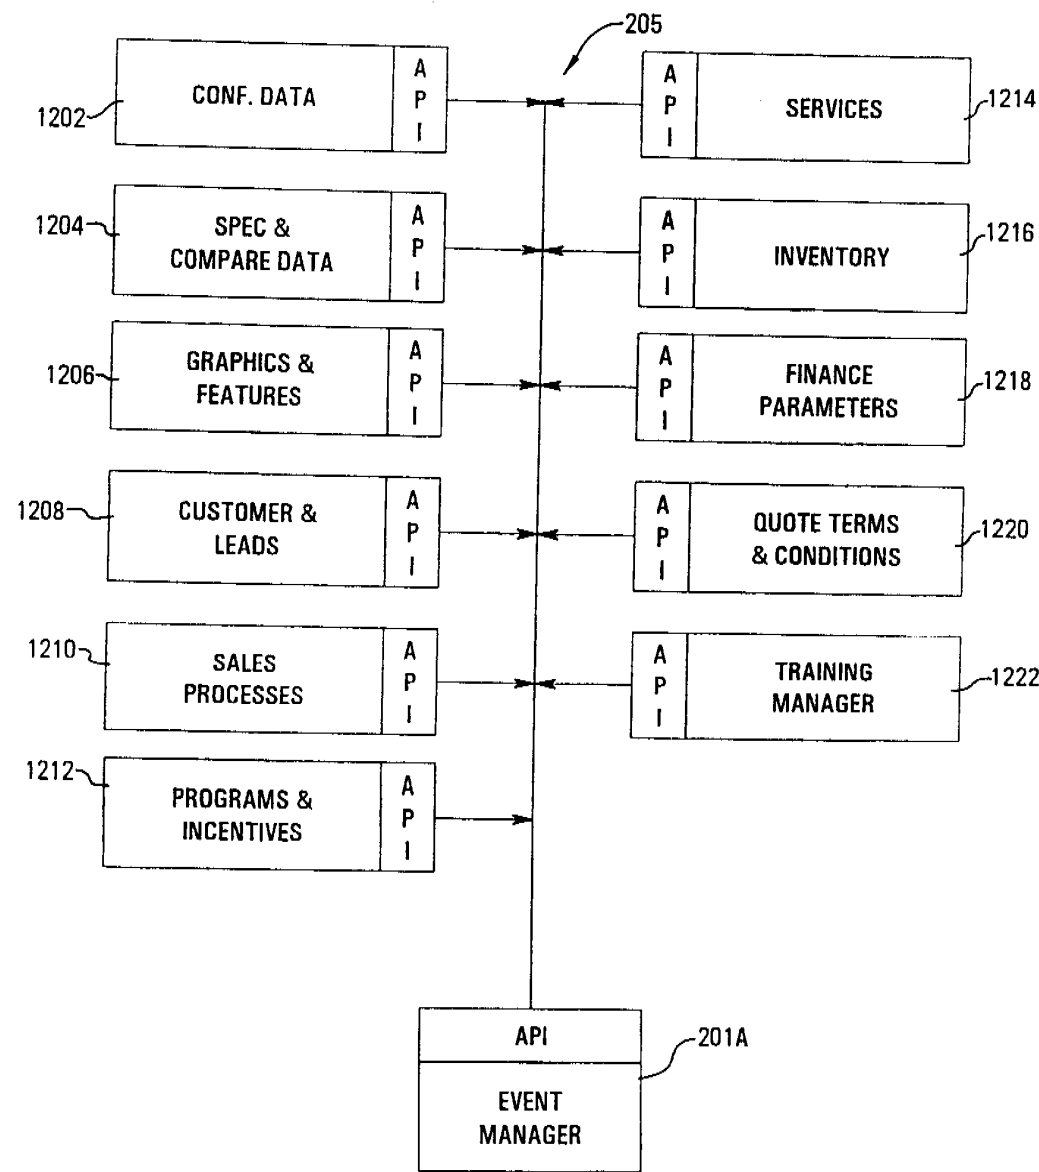 205
CONF. DATA
A
P
I
1202
A
P
I
SERVICES
1214
1204
SPEC &
COMPARE DATA
A
P
I
A
P
I
INVENTORY
1216
1206
GRAPHICS &
FEATURES
A
P
I
A
P
I
FINANCE
PARAMETERS
1218
1208
CUSTOMER &
LEADS
A
P
I
A
P
I
QUOTE TERMS
& CONDITIONS
1220
1210
SALES
PROCESSES
A
P
I
A
P
I
TRAINING
MANAGER
1222
1212
PROGRAMS &
INCENTIVES
A
P
I
API
201A
EVENT
MANAGER